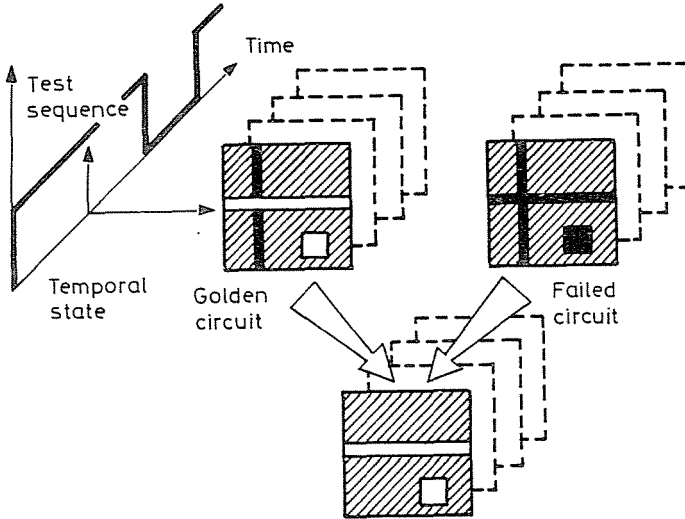 Time
Test
sequence
Temporal
state
Golden
circuit
Failed
circuit